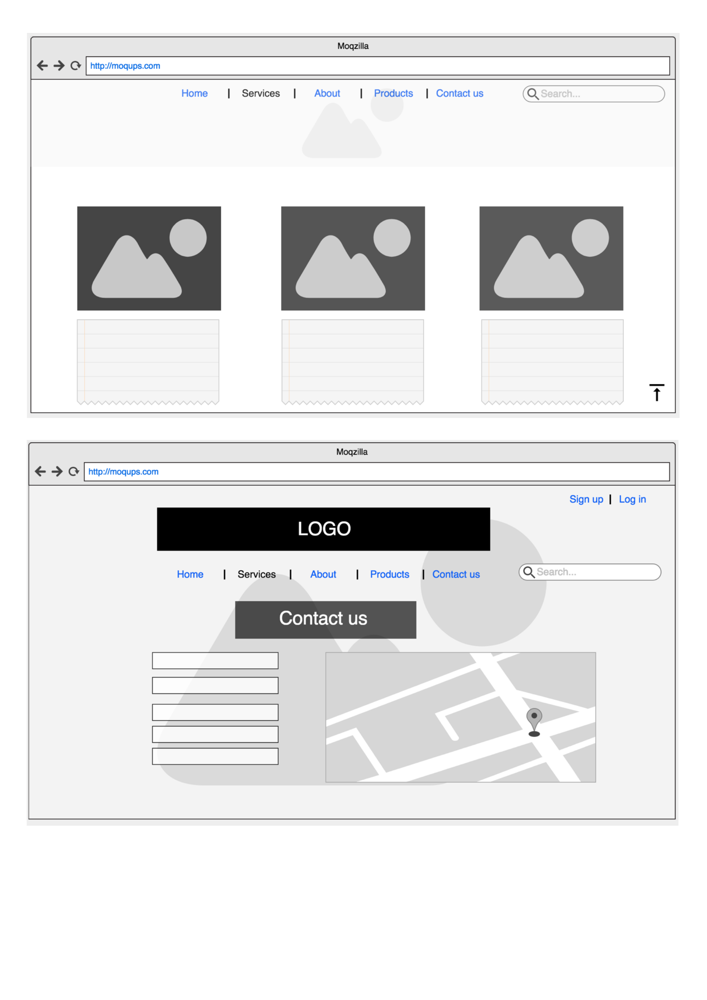 Moqzilla
http://moqups.com
Home | Services | About | Products | Contact us Search...
Moqzilla
http://moqups.com
Sign up | Log in
LOGO
Home | Services | About | Products | Contact us Search...
Contact us